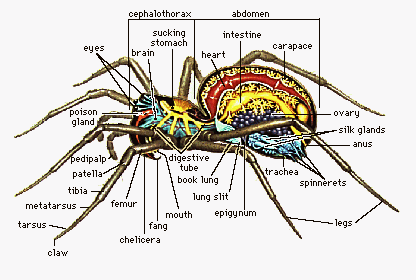 cephalothorax
abdomen
sucking
stomach
intestine
eyes
brain
heart
carapace
poison
gland
ovary
silk glands
anus
pedipalp
digestive
tube
patella
book lung
trachea
spinnerets
tibia
lung slit
metatarsus
femur
mouth
epigynum
tarsus
fang
legs
chelicera
claw